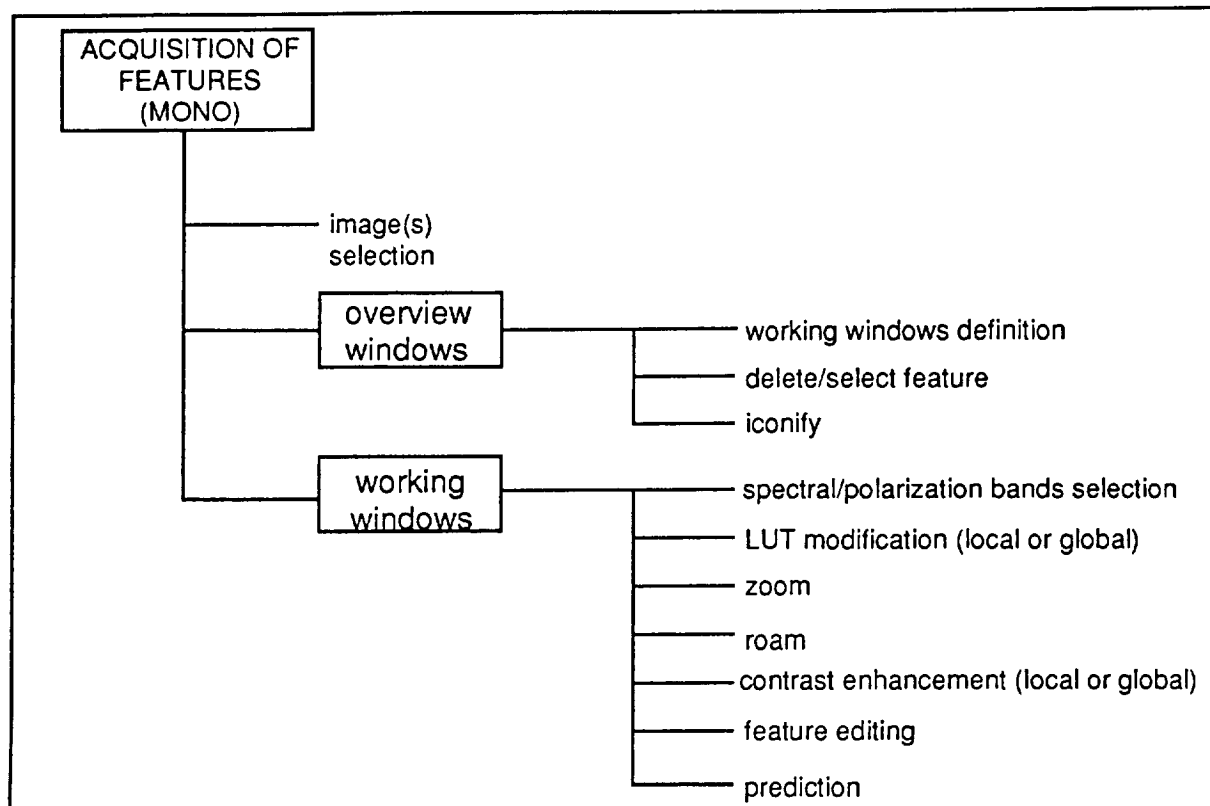 ACQUISITION OF
FEATURES
(MONO)
image(s)
selection
overview
windows
working windows definition
delete/select feature
iconify
working
windows
spectral/polarization bands selection
LUT modification (local or global)
zoom
roam
contrast enhancement (local or global)
feature editing
prediction